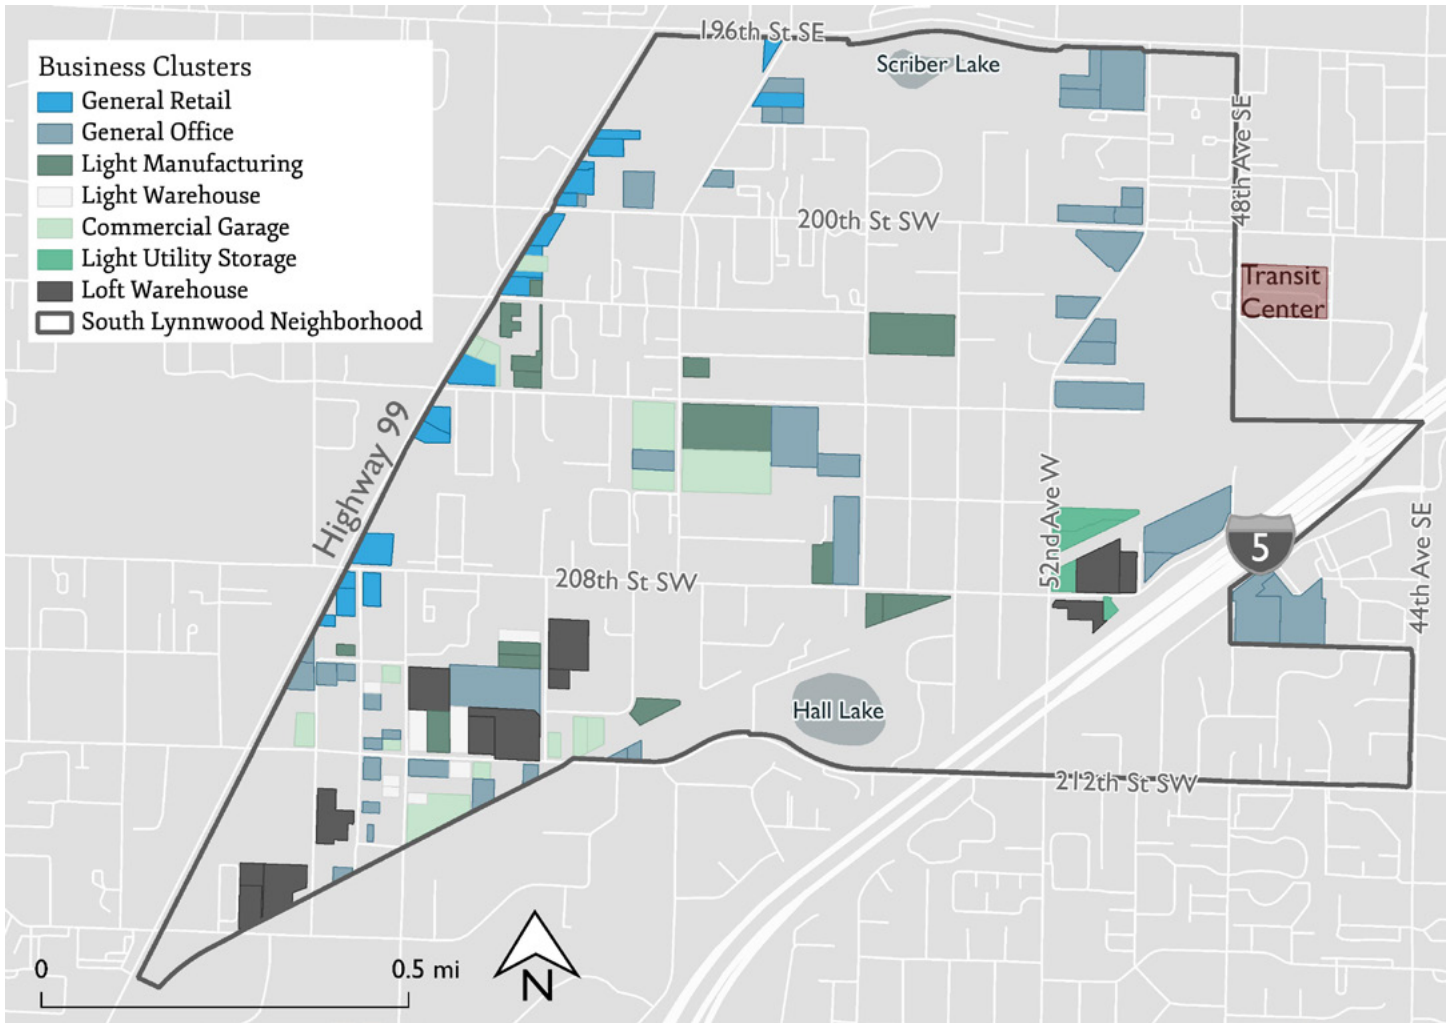 196th St SE
Scriber Lake
Business Clusters
General Retail
General Office
Light Manufacturing
Light Warehouse
Commercial Garage
Light Utility Storage
Loft Warehouse
South Lynnwood Neighborhood
48th Ave SE
200th St SW
Transit
Center
Highway 99
52nd Ave W
5
44th Ave SE
208th St SW
Hall Lake
212th St SW
0
0.5 mi
N